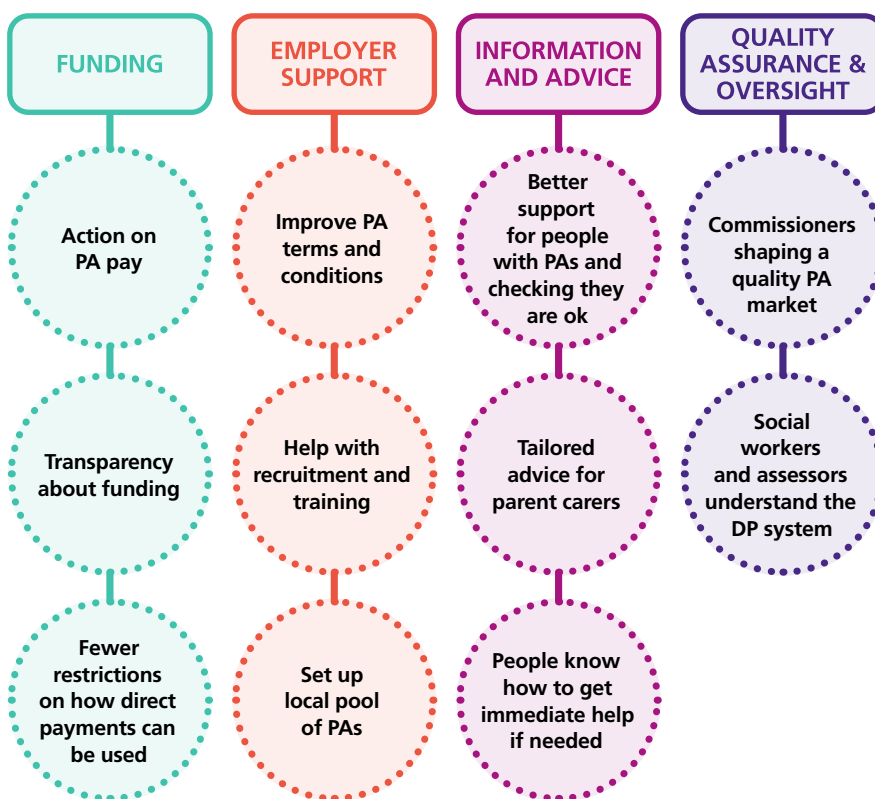 FUNDING
Action on
PA pay
Transparency
about funding
Fewer
restrictions
on how direct
payments can
be used
EMPLOYER
SUPPORT
Improve PA
terms and
conditions
Help with
recruitment and
training
Set up
local pool
of PAs
INFORMATION
AND ADVICE
Better
support
for people
with PAs and
checking they
are ok
Tailored
advice for
parent carers
People know
how to get
immediate help
if needed
QUALITY
ASSURANCE &
OVERSIGHT
Commissioners
shaping a
quality PA
market
Social
workers
and assessors
understand the
DP system